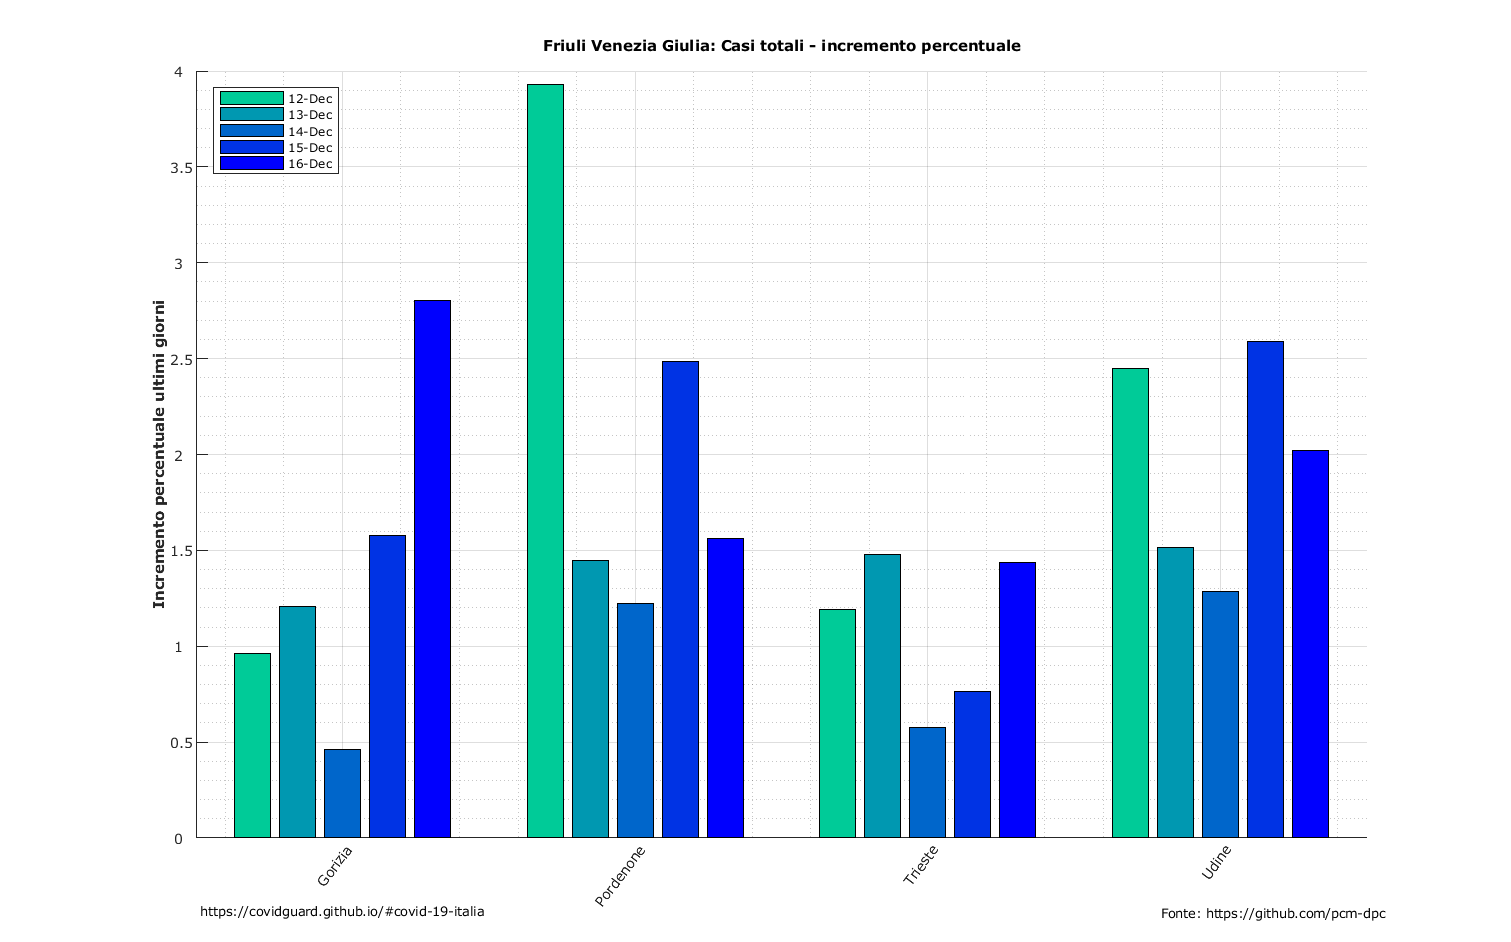 Friuli Venezia Giulia: Casi totali - incremento percentuale
4
3.5
3
2.5
2
1.5
1
0.5
0
Incremento percentuale ultimi giorni
12-Dec
13-Dec
14-Dec
15-Dec
16-Dec
Gorizia
Pordenone
Trieste
Udine
https://covidguard.github.io/#covid-19-italia
Fonte: https://github.com/pcm-dpc